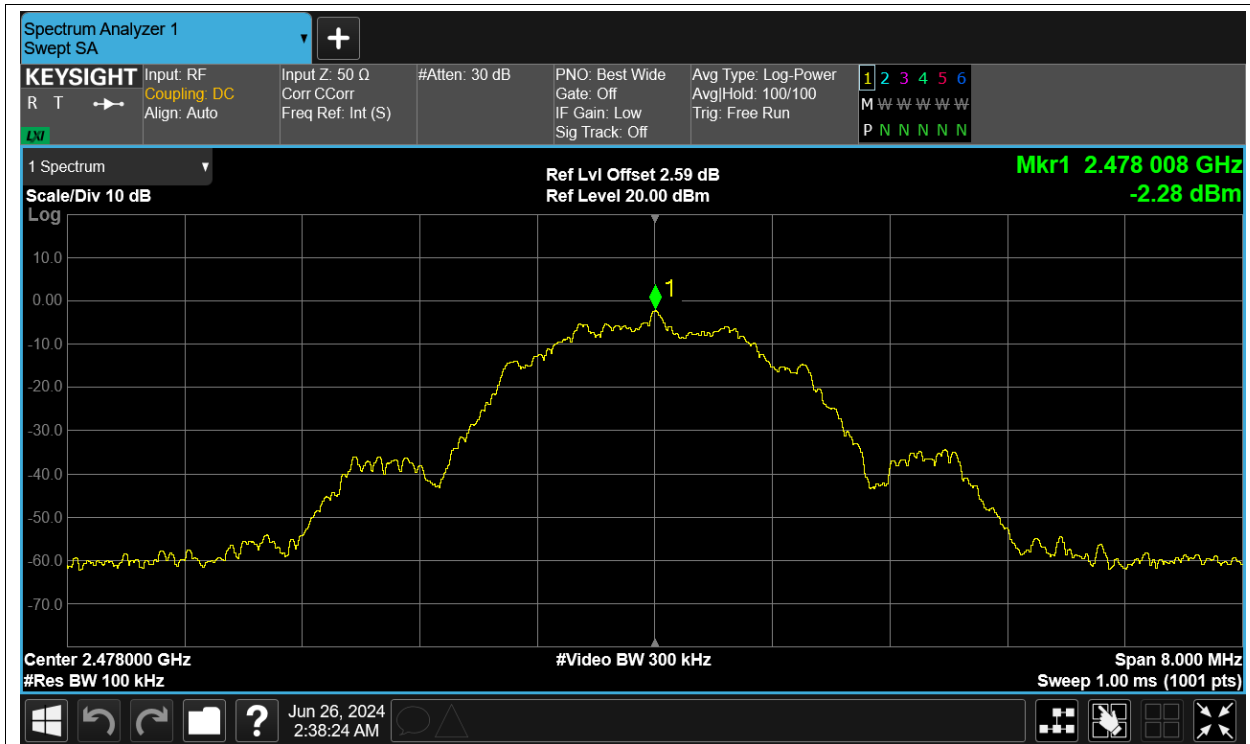 Spectrum Analyzer 1
Swept SA
KEYSIGHT
R T
LXI
Input: RF
Coupling: DC
Align: Auto
Input Z: 50 Ω
Corr CCorr
Freq Ref: Int (S)
#Atten: 30 dB
PNO: Best Wide
Gate: Off
IF Gain: Low
Sig Track: Off
Avg Type: Log-Power
Avg|Hold: 100/100
Trig: Free Run
1 2 3 4 5 6
M W W W W W
P N N N N N
1 Spectrum
Scale/Div 10 dB
Log
Ref Lvl Offset 2.59 dB
Ref Level 20.00 dBm
Mkr1 2.478 008 GHz
-2.28 dBm
1
10.0
0.00
-10.0
-20.0
-30.0
-40.0
-50.0
-60.0
-70.0
Center 2.478000 GHz
#Res BW 100 kHz
#Video BW 300 kHz
Span 8.000 MHz
Sweep 1.00 ms (1001 pts)
?
Jun 26, 2024
2:38:24 AM